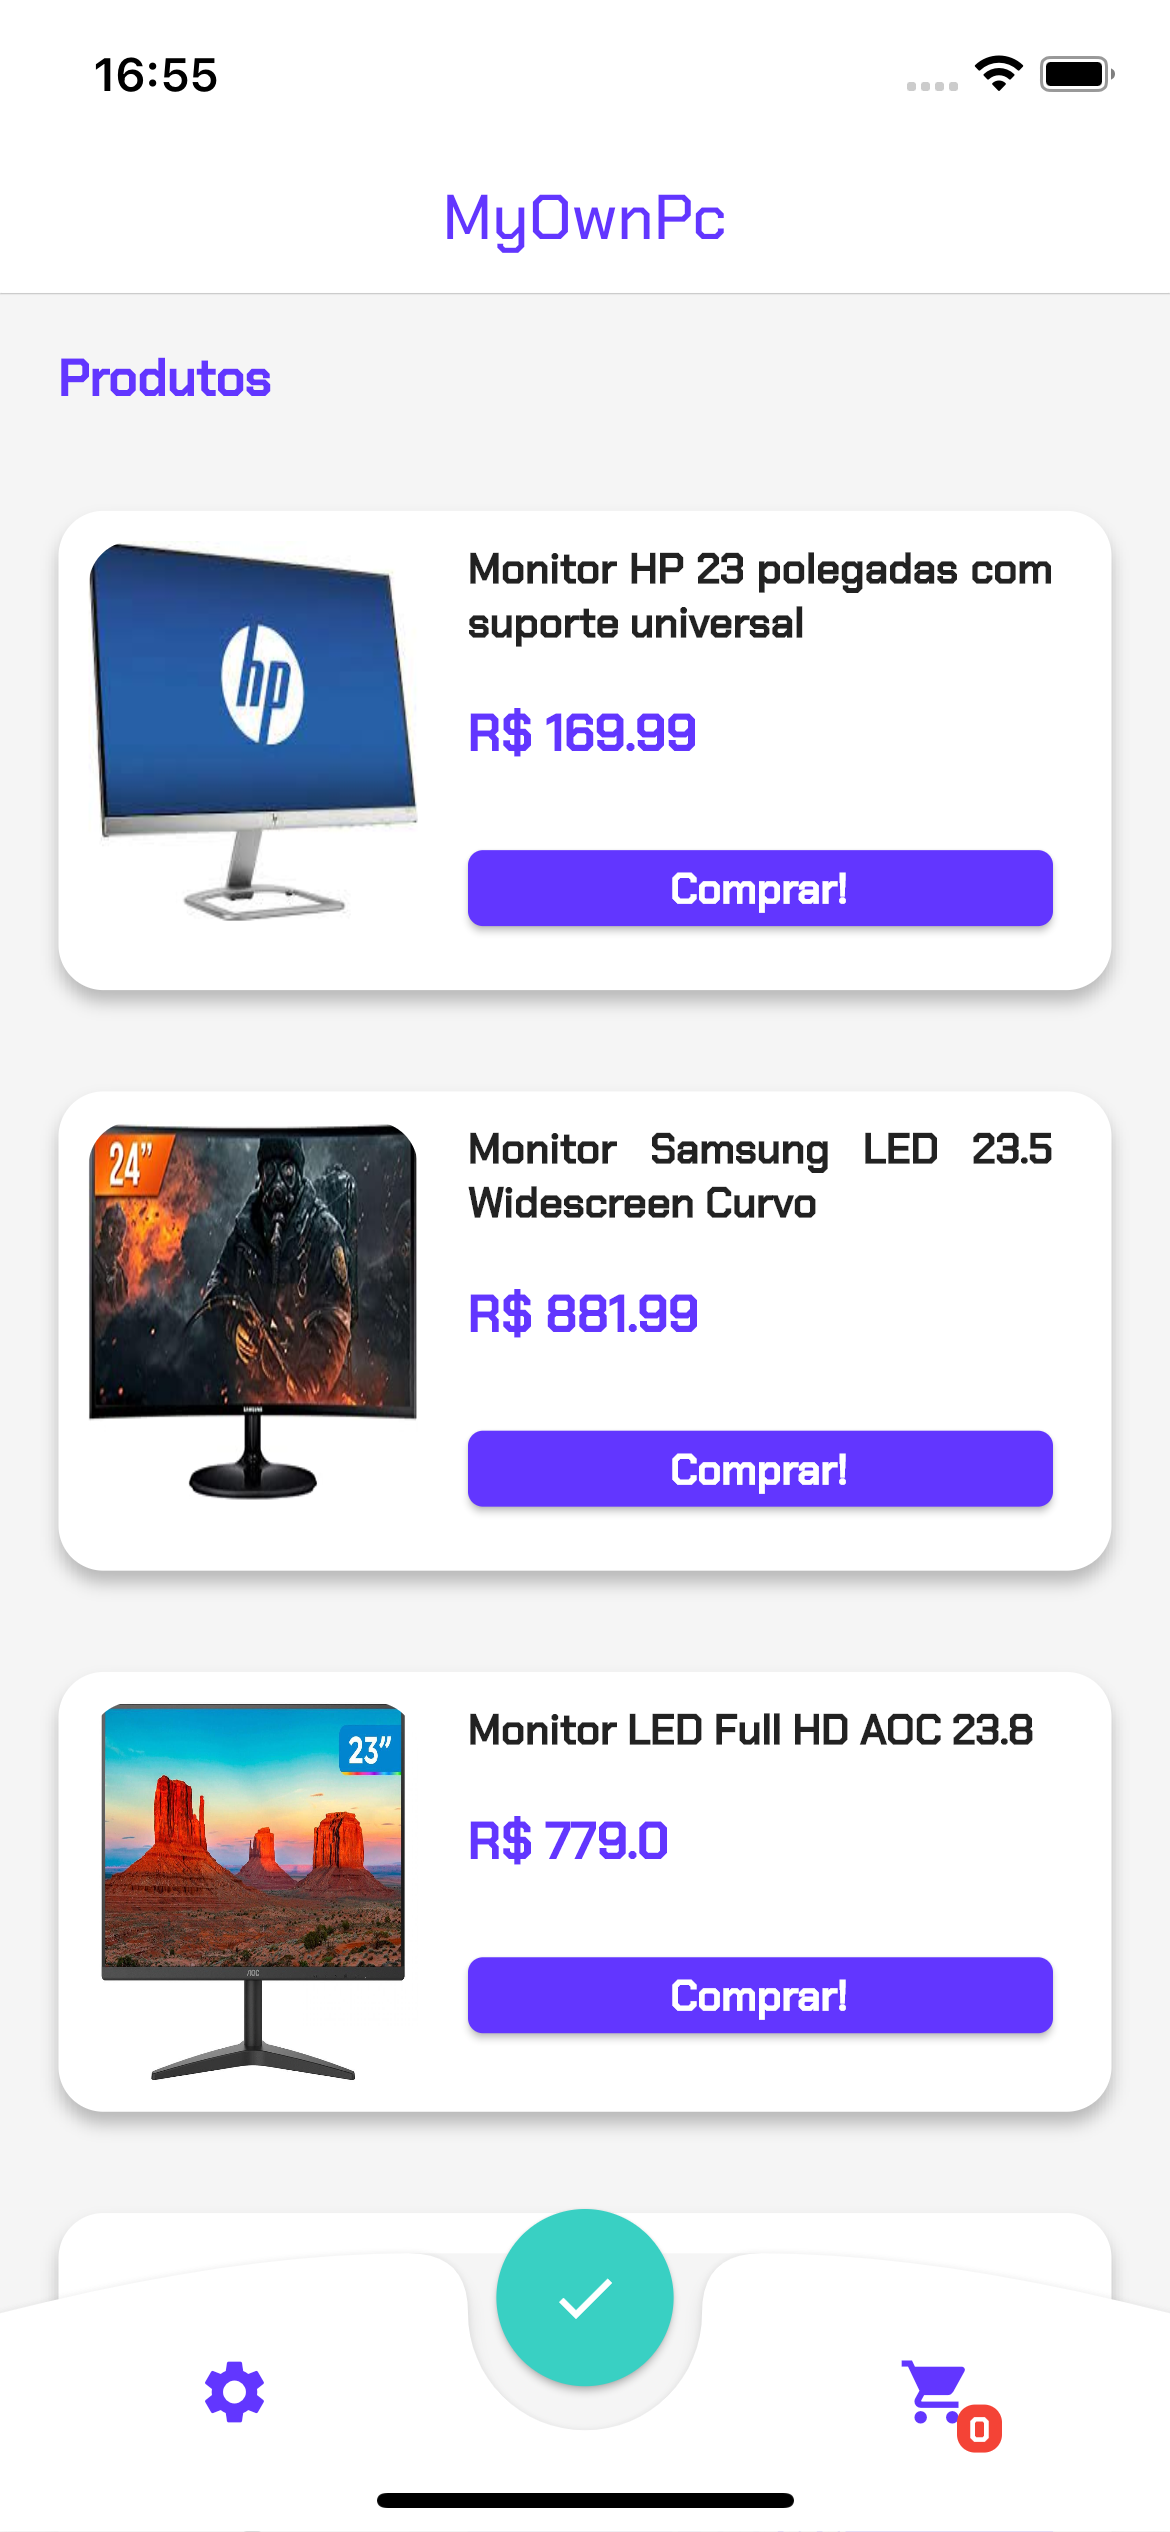 16:55
MyOwnPc
Produtos
hp
Monitor HP 23 polegadas com
suporte universal
R$ 169.99
Comprar!
24”
SAMSUNG
Monitor Samsung LED 23.5
Widescreen Curvo
R$ 881.99
Comprar!
23”
AOC
Monitor LED Full HD AOC 23.8
R$ 779.0
Comprar!
0